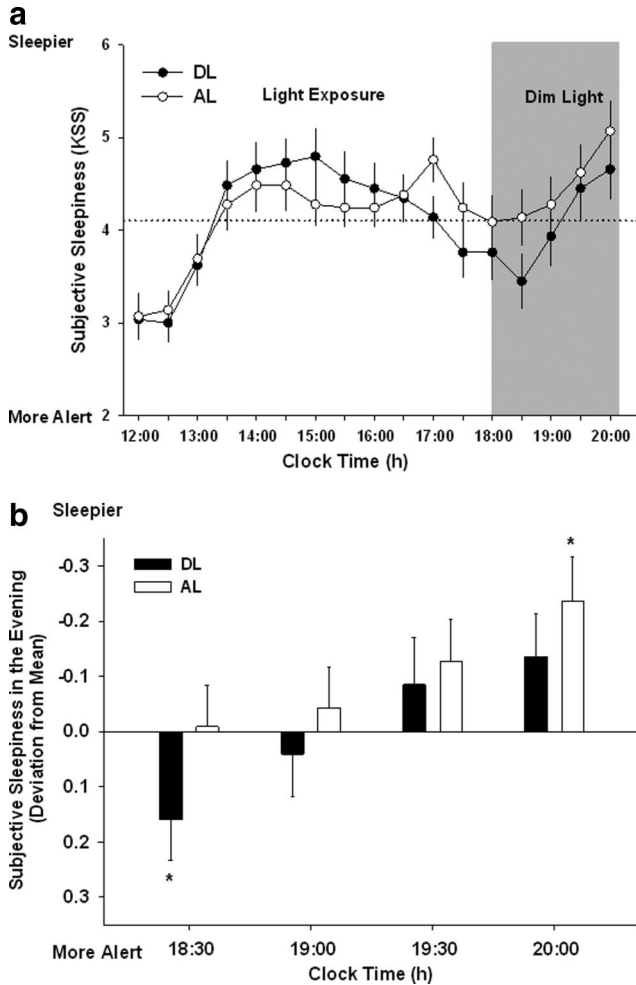 a
Sleepier
6
DL
AL
Light Exposure
Dim Light
5
4
3
2
Subjective Sleepiness (KSS)
More Alert
12:00 13:00 14:00 15:00 16:00 17:00 18:00 19:00 20:00
Clock Time (h)
b
Sleepier
DL
AL
*
-0.3
-0.2
-0.1
0.0
0.1
0.2
0.3
*
Subjective Sleepiness in the Evening
(Deviation from Mean)
More Alert
18:30 19:00 19:30 20:00
Clock Time (h)